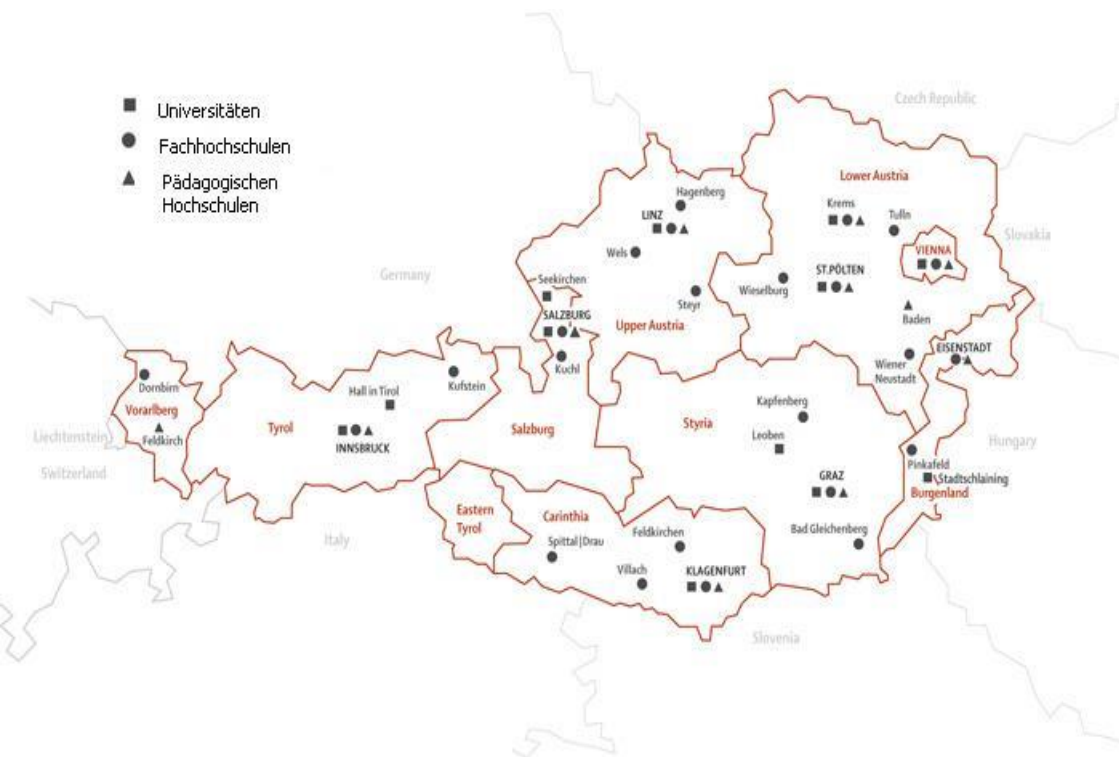 Universitäten
Fachhochschulen
Pädagogischen
Hochschulen
Czech Republic
Lower Austria
Hagenberg
Krems
LINZ
Tulln
Slovakia
Wels
VIENNA
Germany
Seekirchen
ST.PÖLTEN
Wieselburg
Steyr
SALZBURG
Upper Austria
Baden
EISENSTADT
Kuchl
Wiener
Neustadt
Dornbirn
Kufstein
Hall in Tirol
Vorarlberg
Kapfenberg
Tyrol
Salzburg
Styria
Liechtenstein
Feldkirch
INNSBRUCK
Leoben
Hungary
Switzerland
Pinkafeld
GRAZ
Stadtschlaining
Burgenland
Eastern
Tyrol
Carinthia
Feldkirchen
Bad Gleichenberg
Italy
Spittal|Drau
Villach
KLAGENFURT
Slovenia